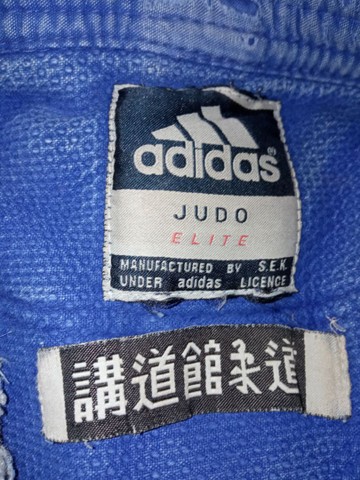 adidas®
JUDO
ELITE
MANUFACTURED BY S.E.K
UNDER adidas LICENCE
講道館柔道